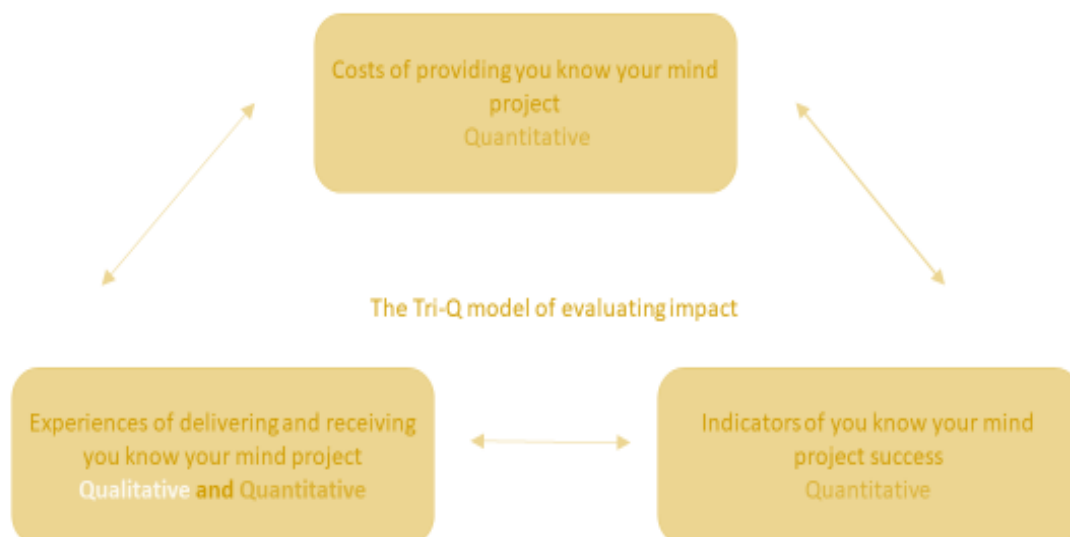 Costs of providing you know your mind
project
Quantitative
The Tri-Q model of evaluating impact
Experiences of delivering and receiving
you know your mind project
Qualitative and Quantitative
Indicators of you know your mind
project success
Quantitative